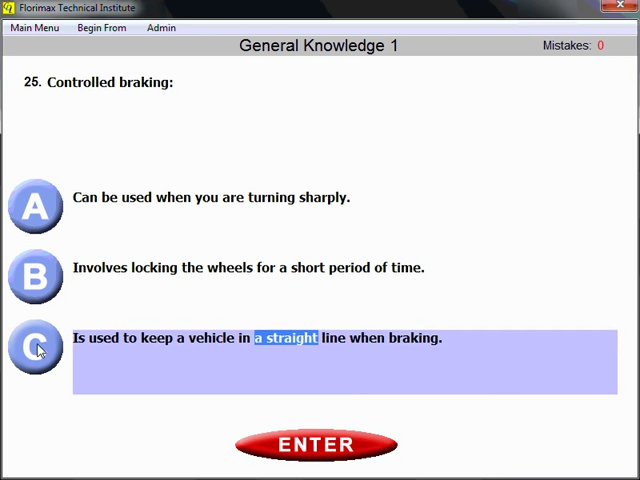 Florimax Technical Institute
Main Menu Begin From Admin
General Knowledge 1 Mistakes: 0
25. Controlled braking:
A Can be used when you are turning sharply.
B Involves locking the wheels for a short period of time.
C Is used to keep a vehicle in a straight line when braking.
ENTER